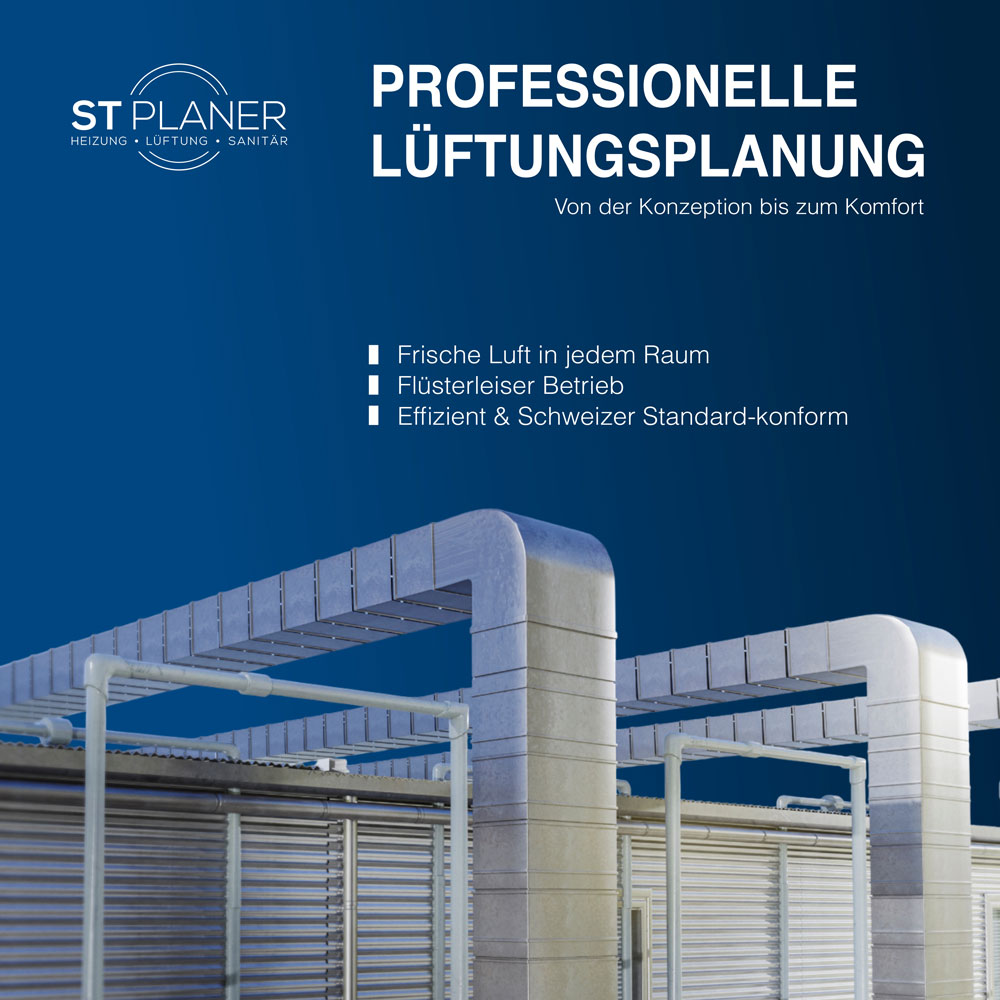 ST PLANER
HEIZUNG • LÜFTUNG • SANITÄR
PROFESSIONELLE
LÜFTUNGSPLANUNG
Von der Konzeption bis zum Komfort
Frische Luft in jedem Raum
Flüsterleiser Betrieb
Effizient & Schweizer Standard-konform